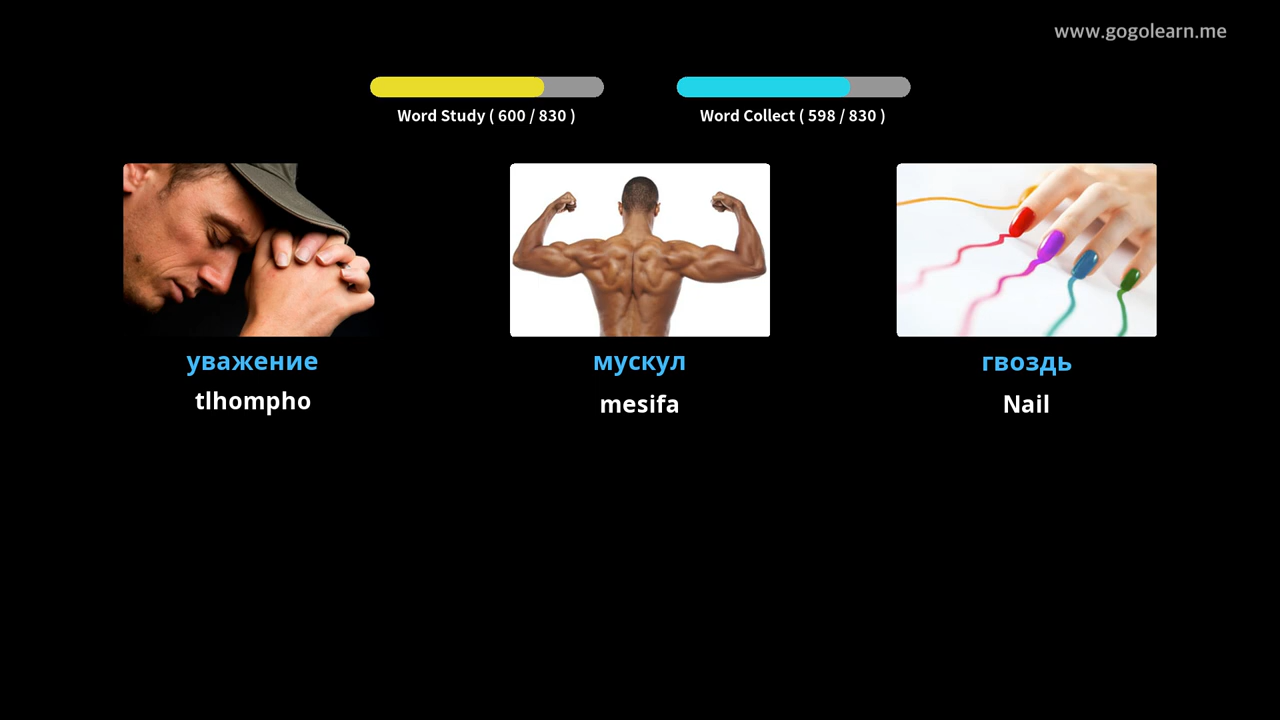 www.gogolearn.me
Word Study ( 600 / 830 )
Word Collect ( 598 / 830 )
уважение
мускул
гвоздь
tlhompho
mesifa
Nail